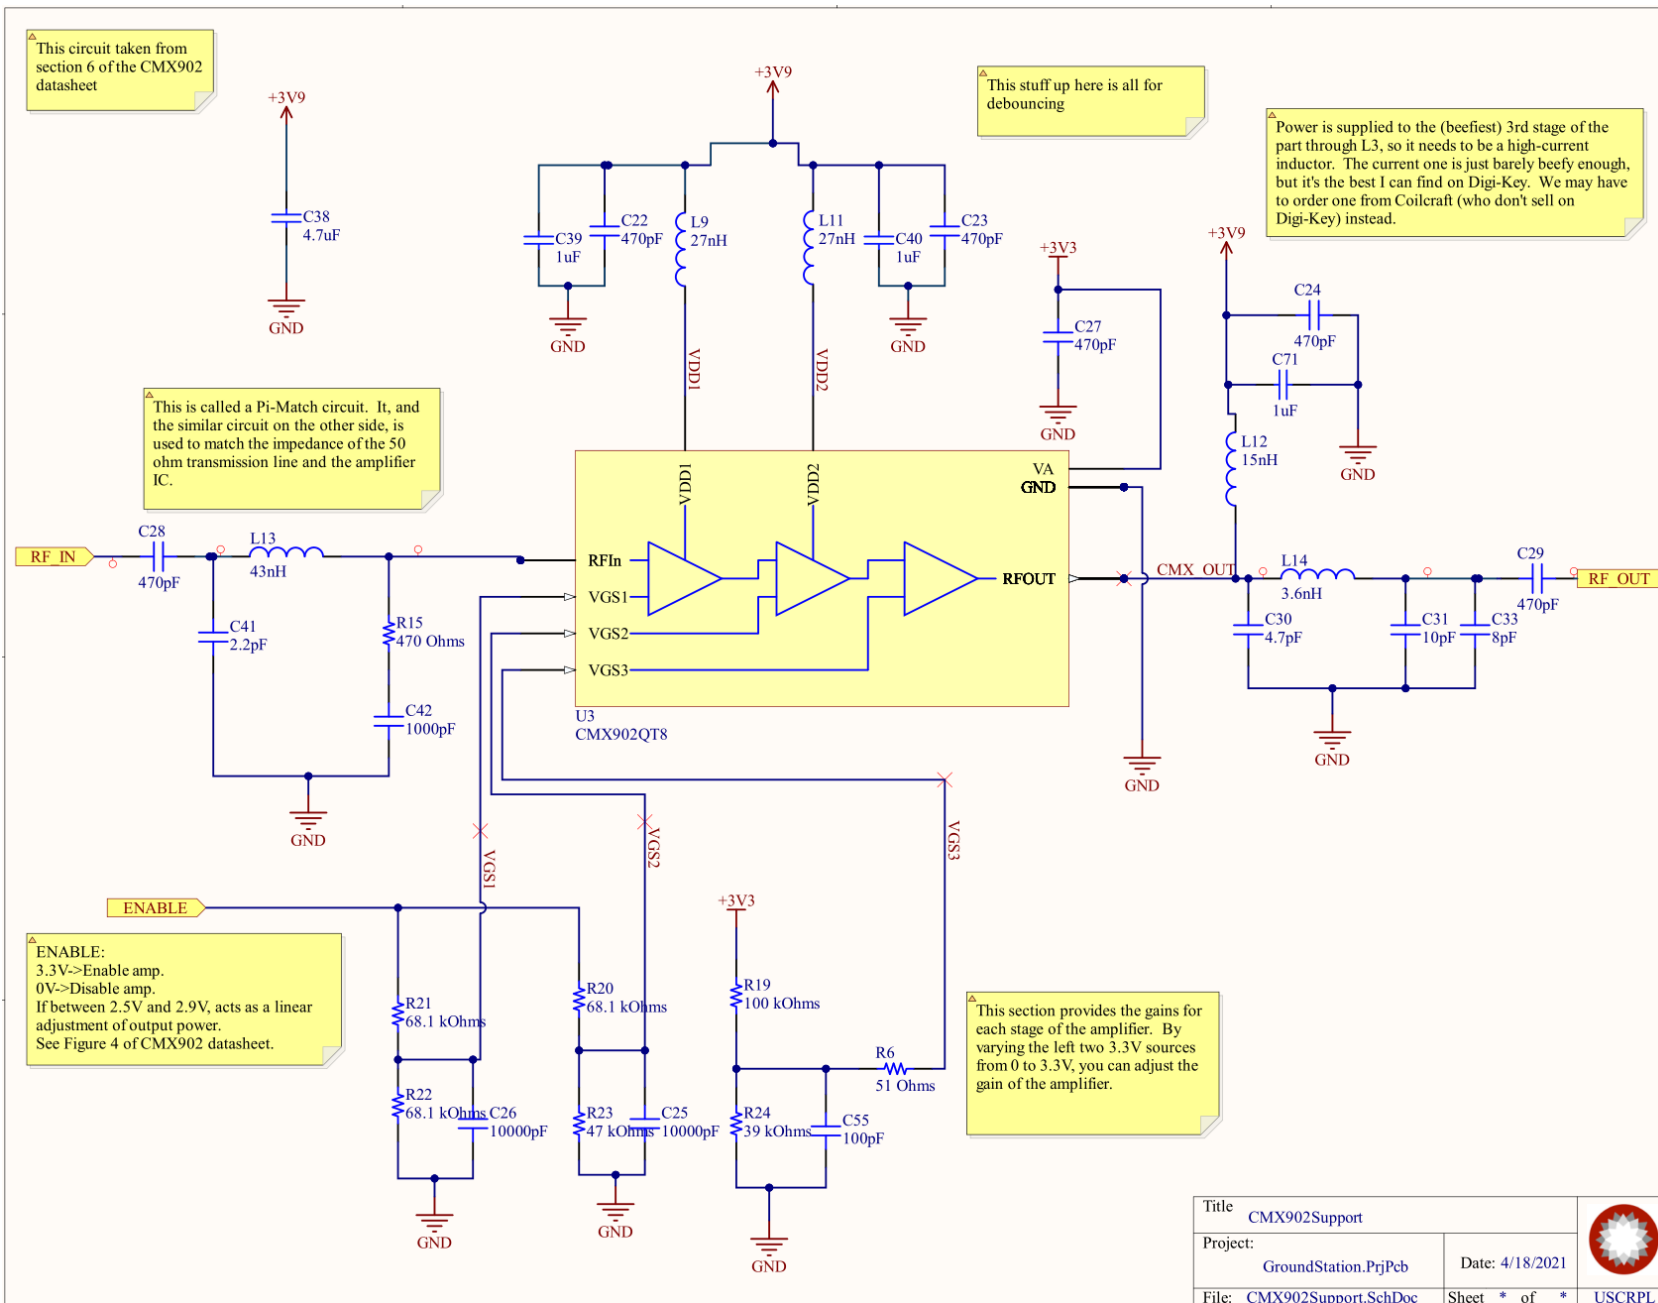 This circuit taken from
section 6 of the CMX902
datasheet
+3V9
C38
4.7uF
GND
+3V9
C39
1uF
C22
470pF
L9
27nH
L11
27nH
C40
1uF
C23
470pF
GND
GND
VDD1
VDD2
This stuff up here is all for
debouncing
Power is supplied to the (beefiest) 3rd stage of the
part through L3, so it needs to be a high-current
inductor. The current one is just barely beefy enough,
but it's the best I can find on Digi-Key. We may have
to order one from Coilcraft (who don't sell on
Digi-Key) instead.
+3V3
C27
470pF
GND
+3V9
C24
470pF
C71
1uF
L12
15nH
GND
This is called a Pi-Match circuit. It, and
the similar circuit on the other side, is
used to match the impedance of the 50
ohm transmission line and the amplifier
IC.
RF_IN
C28
470pF
L13
43nH
C41
2.2pF
R15
470 Ohms
C42
1000pF
GND
VDD1
VDD2
VA
GND
RFIn
VGS1
VGS2
VGS3
RFOUT
U3
CMX902QT8
GND
CMX_OUT
L14
3.6nH
C29
470pF
RF_OUT
C30
4.7pF
C31
10pF
C33
8pF
GND
VGS1
VGS2
VGS3
ENABLE
ENABLE:
3.3V->Enable amp.
0V->Disable amp.
If between 2.5V and 2.9V, acts as a linear
adjustment of output power.
See Figure 4 of CMX902 datasheet.
R21
68.1 kOhms
R22
68.1 kOhms
C26
10000pF
GND
R20
68.1 kOhms
R23
47 kOhms
C25
10000pF
GND
+3V3
R19
100 kOhms
R24
39 kOhms
C55
100pF
R6
51 Ohms
GND
This section provides the gains for
each stage of the amplifier. By
varying the left two 3.3V sources
from 0 to 3.3V, you can adjust the
gain of the amplifier.
Title
CMX902Support
Project:
GroundStation.PrjPcb
Date: 4/18/2021
File: CMX902Support.SchDoc
Sheet * of *
USCRPL